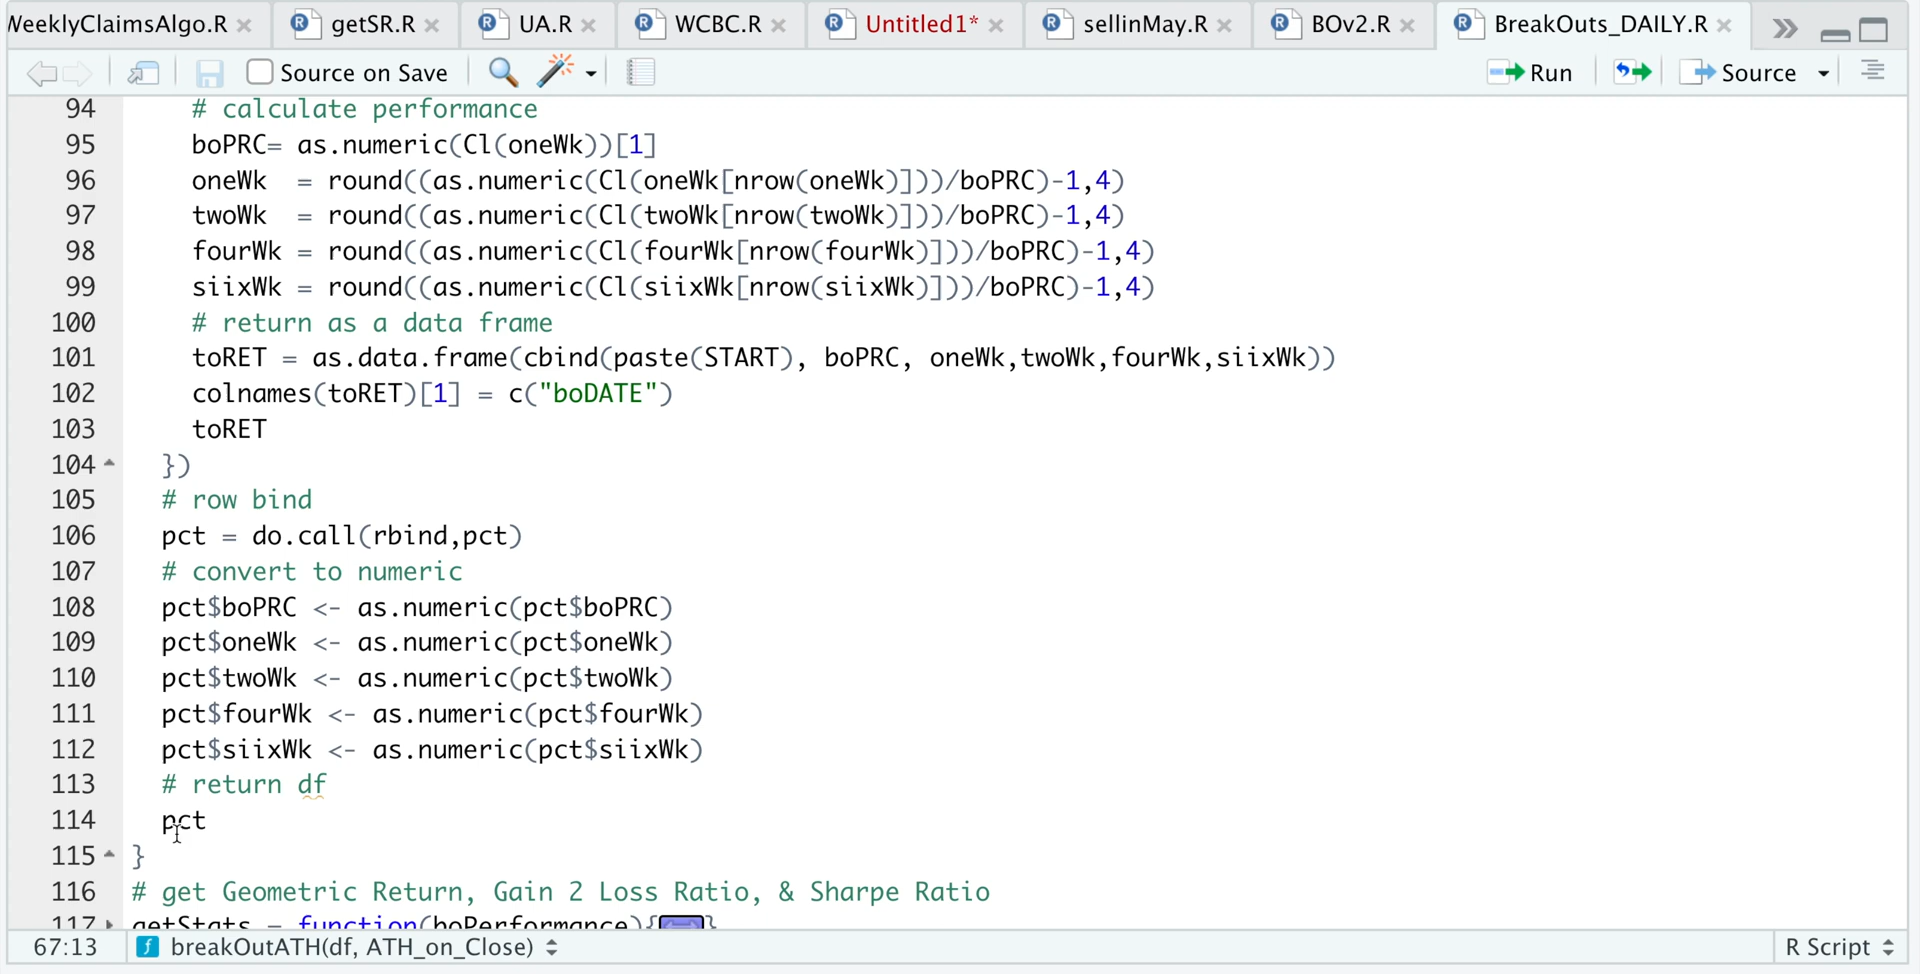 WeeklyClaimsAlgo.R getSR.R UA.R WCBC.R Untitled1* sellinMay.R BOv2.R BreakOuts_DAILY.R
Source on Save Run Source
94 # calculate performance
95 boPRC= as.numeric(Cl(oneWk))[1]
96 oneWk  = round((as.numeric(Cl(oneWk[nrow(oneWk)]))/boPRC)-1,4)
97 twoWk  = round((as.numeric(Cl(twoWk[nrow(twoWk)]))/boPRC)-1,4)
98 fourWk = round((as.numeric(Cl(fourWk[nrow(fourWk)]))/boPRC)-1,4)
99 siixWk = round((as.numeric(Cl(siixWk[nrow(siixWk)]))/boPRC)-1,4)
100 # return as a data frame
101 toRET = as.data.frame(cbind(paste(START), boPRC, oneWk,twoWk,fourWk,siixWk))
102 colnames(toRET)[1] = c("boDATE")
103 toRET
104 })
105 # row bind
106 pct = do.call(rbind,pct)
107 # convert to numeric
108 pct$boPRC <- as.numeric(pct$boPRC)
109 pct$oneWk <- as.numeric(pct$oneWk)
110 pct$twoWk <- as.numeric(pct$twoWk)
111 pct$fourWk <- as.numeric(pct$fourWk)
112 pct$siixWk <- as.numeric(pct$siixWk)
113 # return df
114 pct
115 }
116 # get Geometric Return, Gain 2 Loss Ratio, & Sharpe Ratio
117 getStats = function(boPerformance){}
67:13 breakOutATH(df, ATH_on_Close) R Script